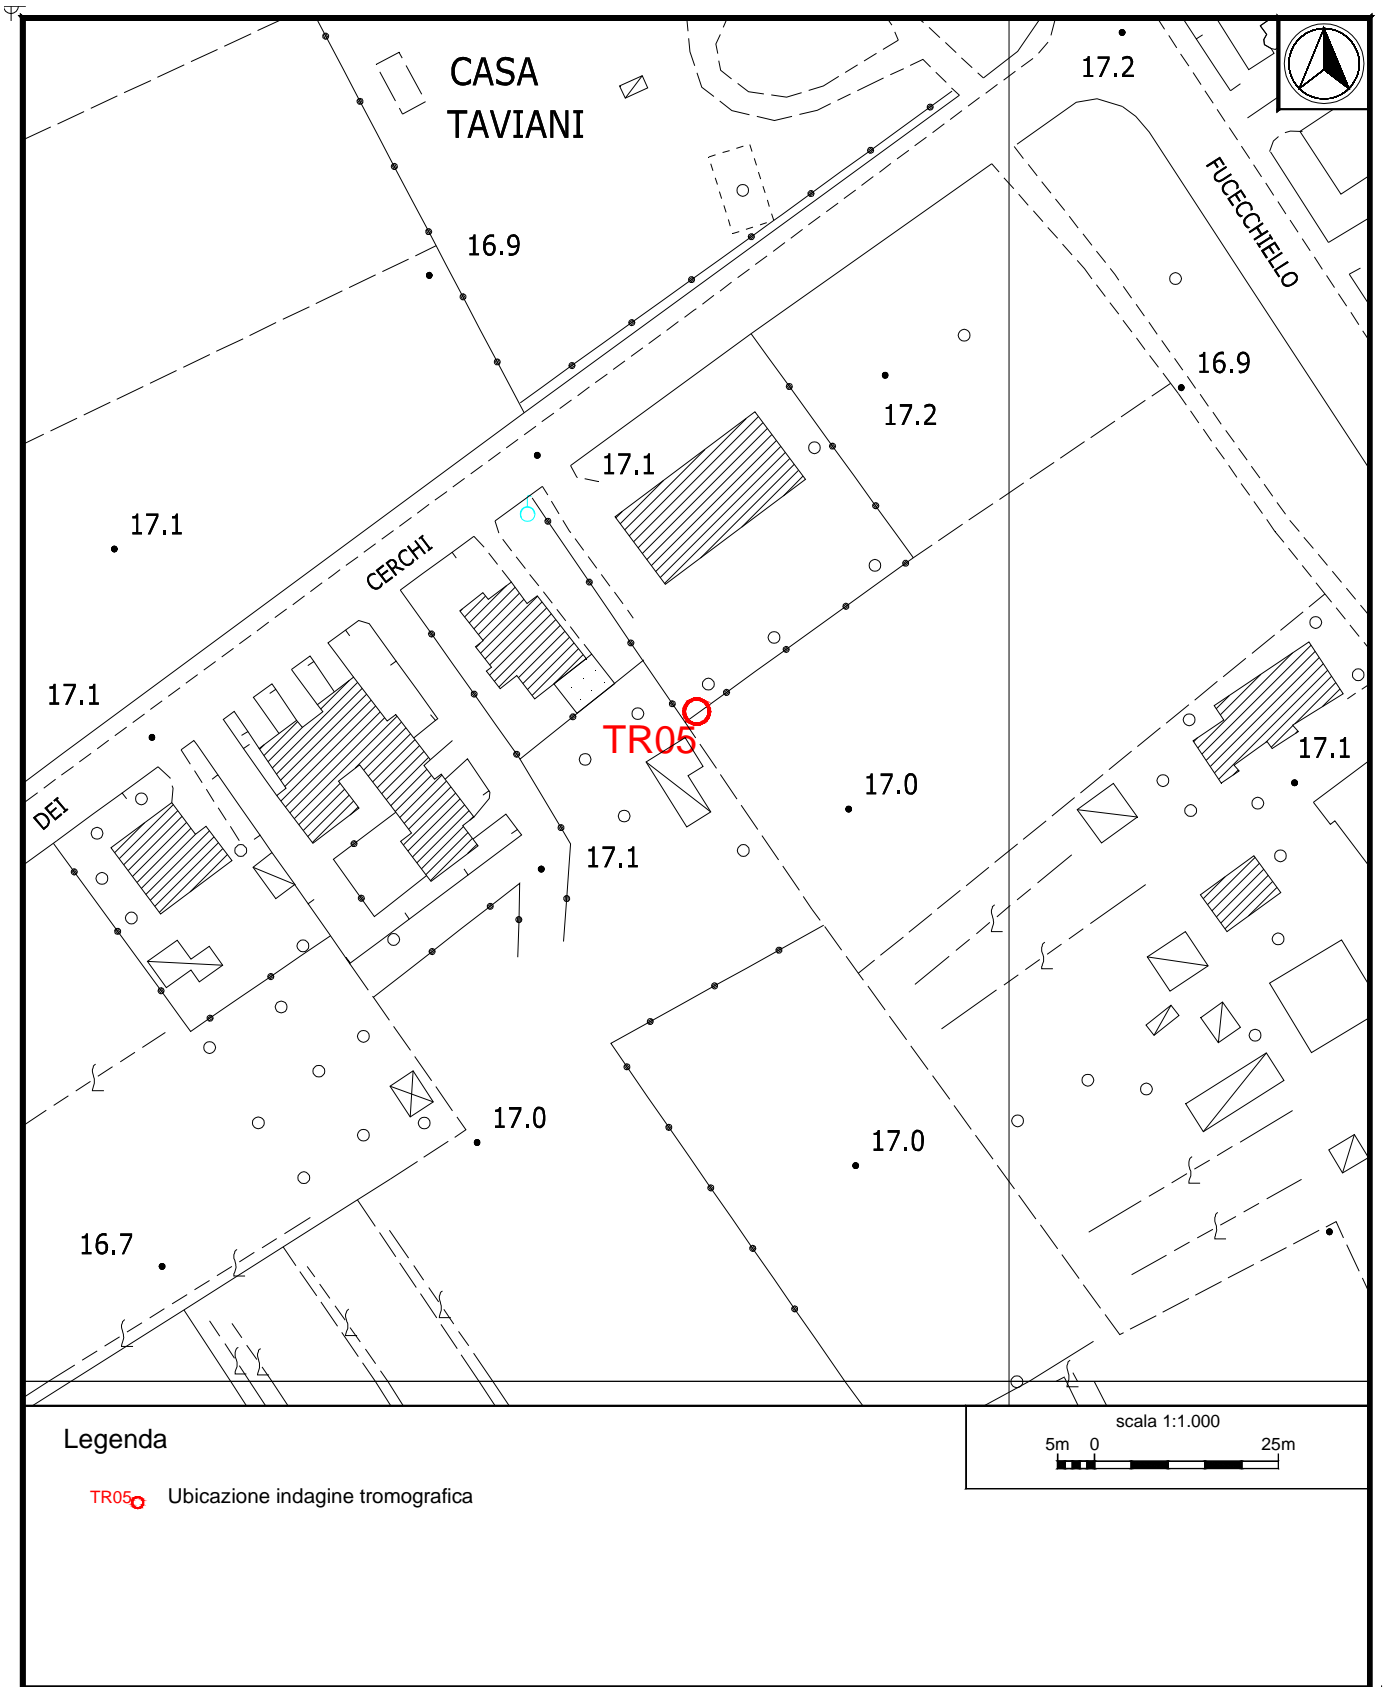 CASA
TAVIANI
17.2
FUCECCHIELLO
16.9
16.9
17.2
17.1
17.1
CERCHI
17.1
TR05
17.1
17.0
DEI
17.1
17.0
17.0
16.7
Legenda
scala 1:1.000
5m 0 25m
TR05 Ubicazione indagine tromografica